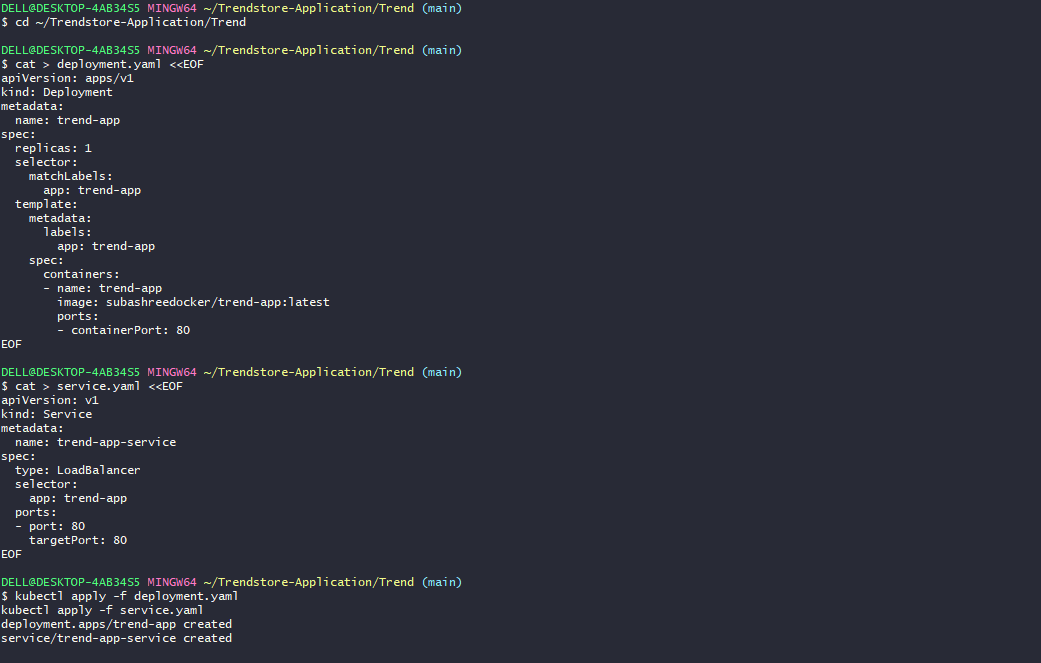 DELL@DESKTOP-4AB34S5 MINGW64 ~/Trendstore-Application/Trend (main)
$ cd ~/Trendstore-Application/Trend

DELL@DESKTOP-4AB34S5 MINGW64 ~/Trendstore-Application/Trend (main)
$ cat > deployment.yaml <<EOF
apiVersion: apps/v1
kind: Deployment
metadata:
  name: trend-app
spec:
  replicas: 1
  selector:
    matchLabels:
      app: trend-app
  template:
    metadata:
      labels:
        app: trend-app
    spec:
      containers:
      - name: trend-app
        image: subashreedocker/trend-app:latest
        ports:
        - containerPort: 80
EOF

DELL@DESKTOP-4AB34S5 MINGW64 ~/Trendstore-Application/Trend (main)
$ cat > service.yaml <<EOF
apiVersion: v1
kind: Service
metadata:
  name: trend-app-service
spec:
  type: LoadBalancer
  selector:
    app: trend-app
  ports:
  - port: 80
    targetPort: 80
EOF

DELL@DESKTOP-4AB34S5 MINGW64 ~/Trendstore-Application/Trend (main)
$ kubectl apply -f deployment.yaml
kubectl apply -f service.yaml
deployment.apps/trend-app created
service/trend-app-service created